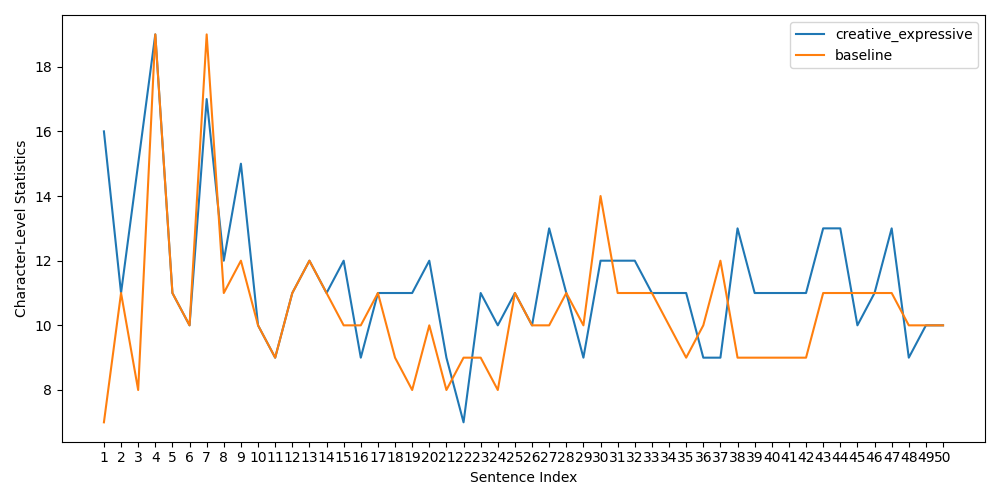 creative_expressive
baseline
Character-Level Statistics
18
16
14
12
10
8
1 2 3 4 5 6 7 8 9 10 11 12 13 14 15 16 17 18 19 20 21 22 23 24 25 26 27 28 29 30 31 32 33 34 35 36 37 38 39 40 41 42 43 44 45 46 47 48 49 50
Sentence Index